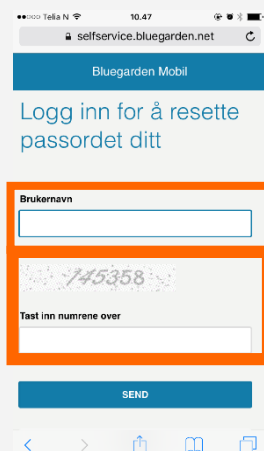 Telia N 10.47
selfservice.bluegarden.net
Bluegarden Mobil
Logg inn for å resette
passordet ditt
Brukernavn
745358
Tast inn numrene over
SEND